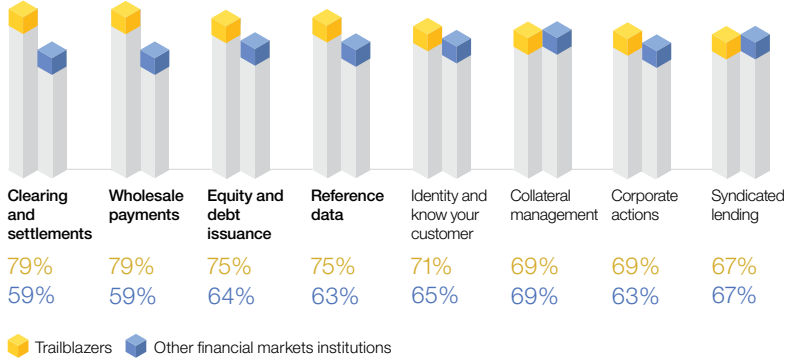 Clearing
and
settlements
79%
59%
Wholesale
payments
79%
59%
Equity and
debt
issuance
75%
64%
Reference
data
75%
63%
Identity and
know your
customer
71%
65%
Collateral
management
69%
69%
Corporate
actions
69%
63%
Syndicated
lending
67%
67%
Trailblazers
Other financial markets institutions